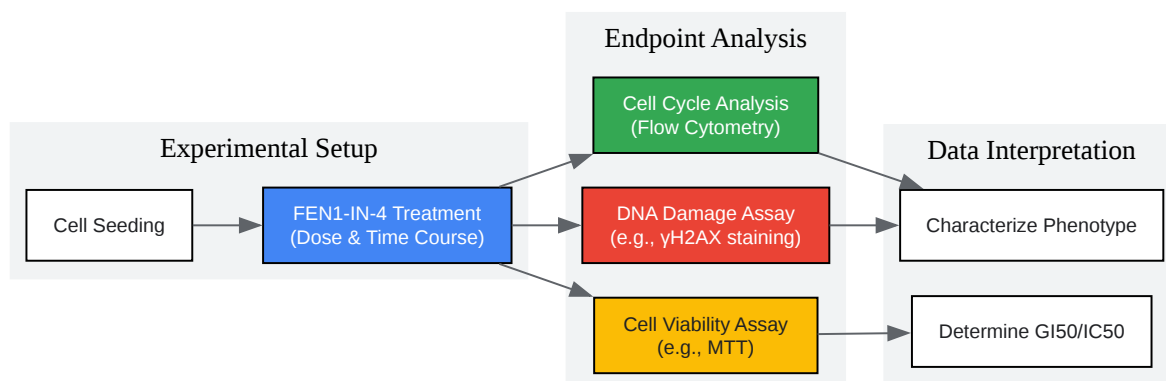 Experimental Setup
Cell Seeding
FEN1-IN-4 Treatment
(Dose & Time Course)
Endpoint Analysis
Cell Cycle Analysis
(Flow Cytometry)
DNA Damage Assay
(e.g., γH2AX staining)
Cell Viability Assay
(e.g., MTT)
Data Interpretation
Characterize Phenotype
Determine GI50/IC50